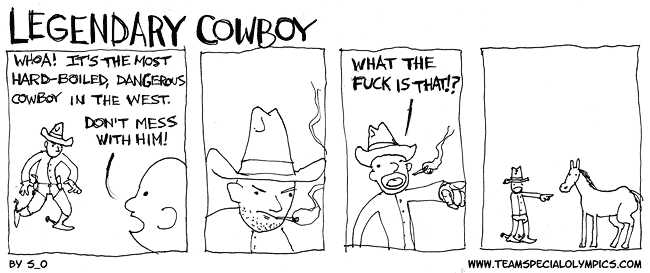 LEGENDARY COWBOY
WHOA! IT'S THE MOST
HARD-BOILED, DANGEROUS
COWBOY IN THE WEST.
DON'T MESS
WITH HIM!
WHAT THE
FUCK IS THAT!?
BY S_O
WWW.TEAMSPECIALOLYMPICS.COM